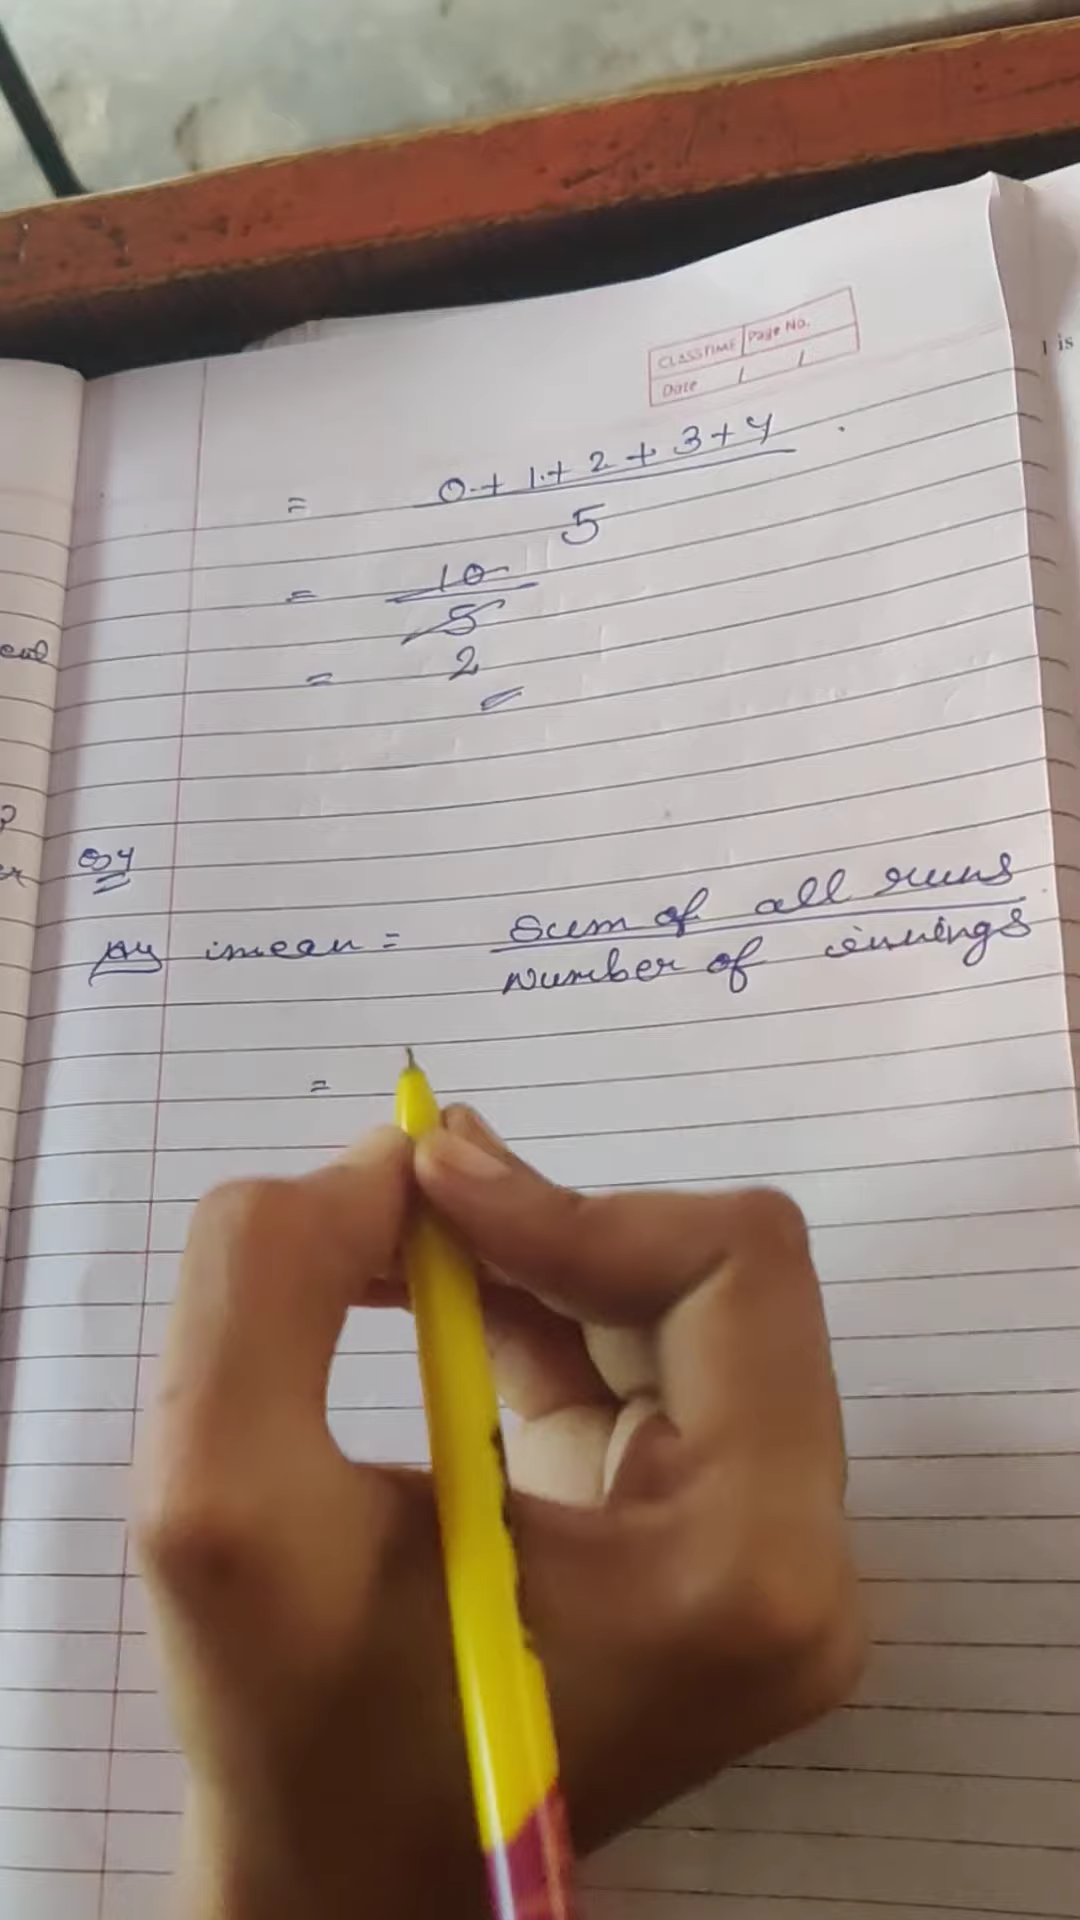 CLASSTIME Page No.
Date / /
is
= 0+1+2+3+4
5
= 10
5
= 2
Q4
mean = Sum of all runs
Number of innings
=